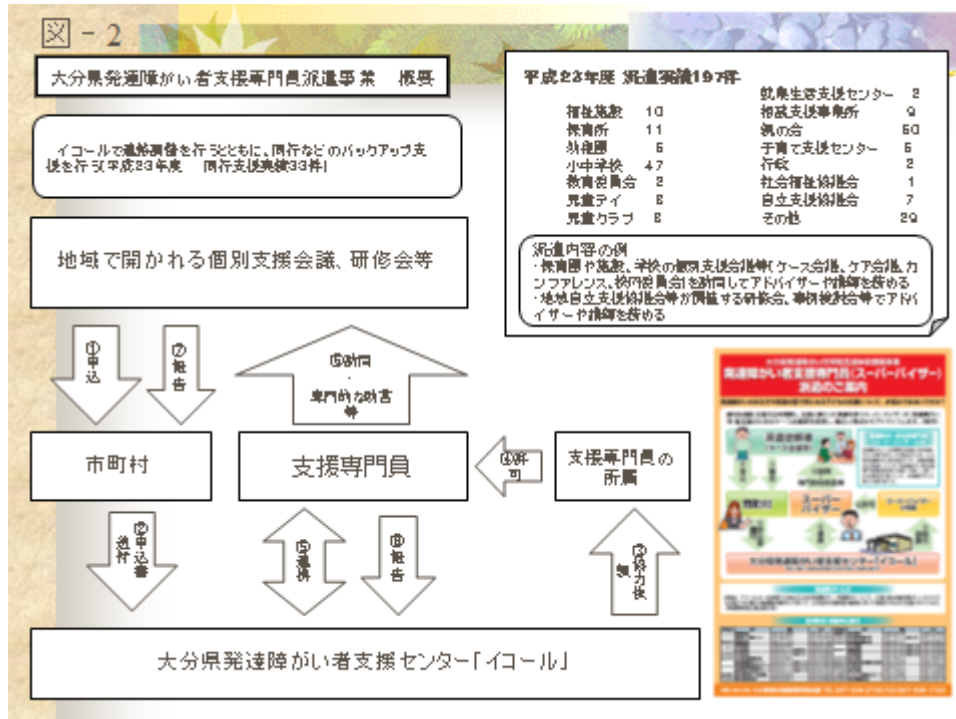 図－2
大分県発達障がい者支援専門員派遣事業　概要
イコールで連絡調整を行うとともに、同行などのバックアップ支
援を行う(平成23年度　同行支援実績33件)
平成23年度 派遣実績197件
福祉施設 10
保育所 11
幼稚園
小中学校 47
教育委員会 2
児童デイ
児童クラブ
就業生活支援センター 2
相談支援事業所 9
親の会
子育て支援センター
行政 2
社会福祉協議会 1
自立支援協議会 7
その他 29
派遣内容の例
・保育園や施設、学校の個別支援会議等(ケース会議、ケア会議、カ
ンファレンス、校内委員会)を訪問してアドバイザーや講師を務める
・地域自立支援協議会等が開催する研修会、事例検討会等でアドバ
イザーや講師を務める
地域で開かれる個別支援会議、研修会等
①申込
⑦報告
⑥訪問
・
専門的な助言
等
市町村
支援専門員
④許可
支援専門員の
所属
②申込書
送付
⑤連携
⑧報告
③協力依
頼
大分県発達障がい者支援センター「イコール」
発達障がい者支援専門員(スーパーバイザー)
派遣のご案内
スーパー
バイザー
大分県発達障がい者支援センター「イコール」